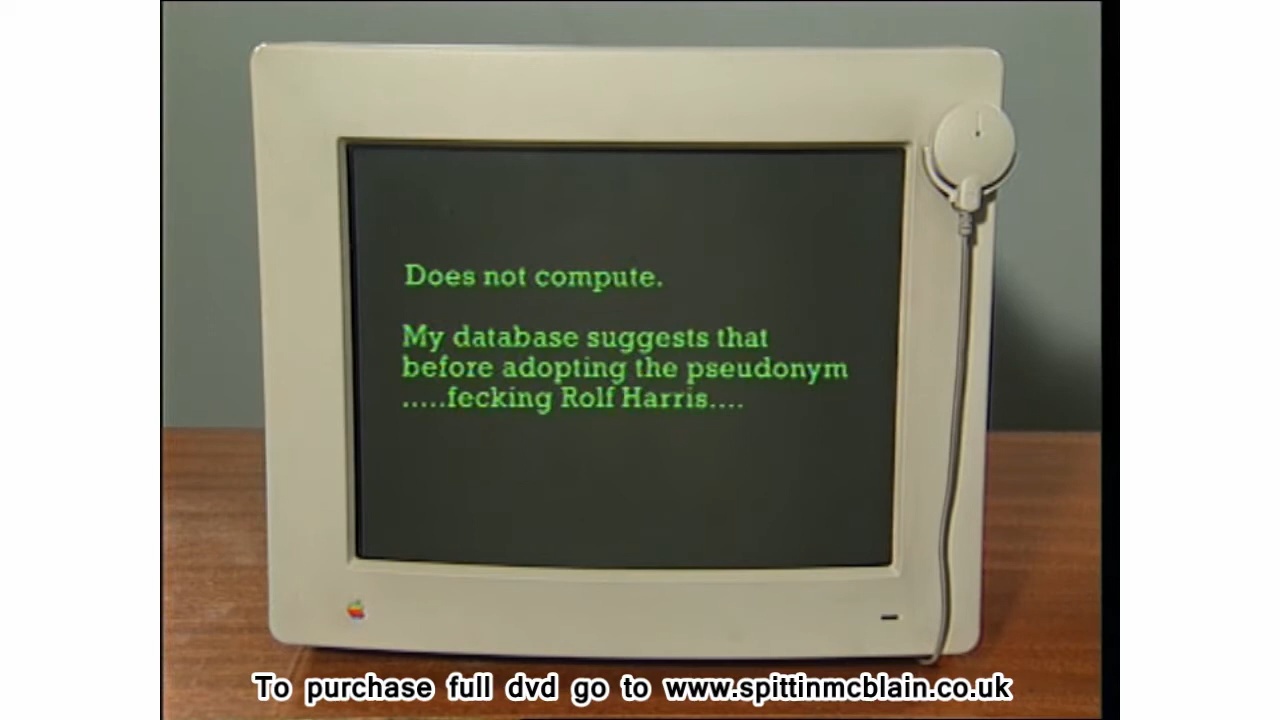 Does not compute.
My database suggests that
before adopting the pseudonym
.....fecking Rolf Harris....
To purchase full dvd go to www.spittinmcblain.co.uk